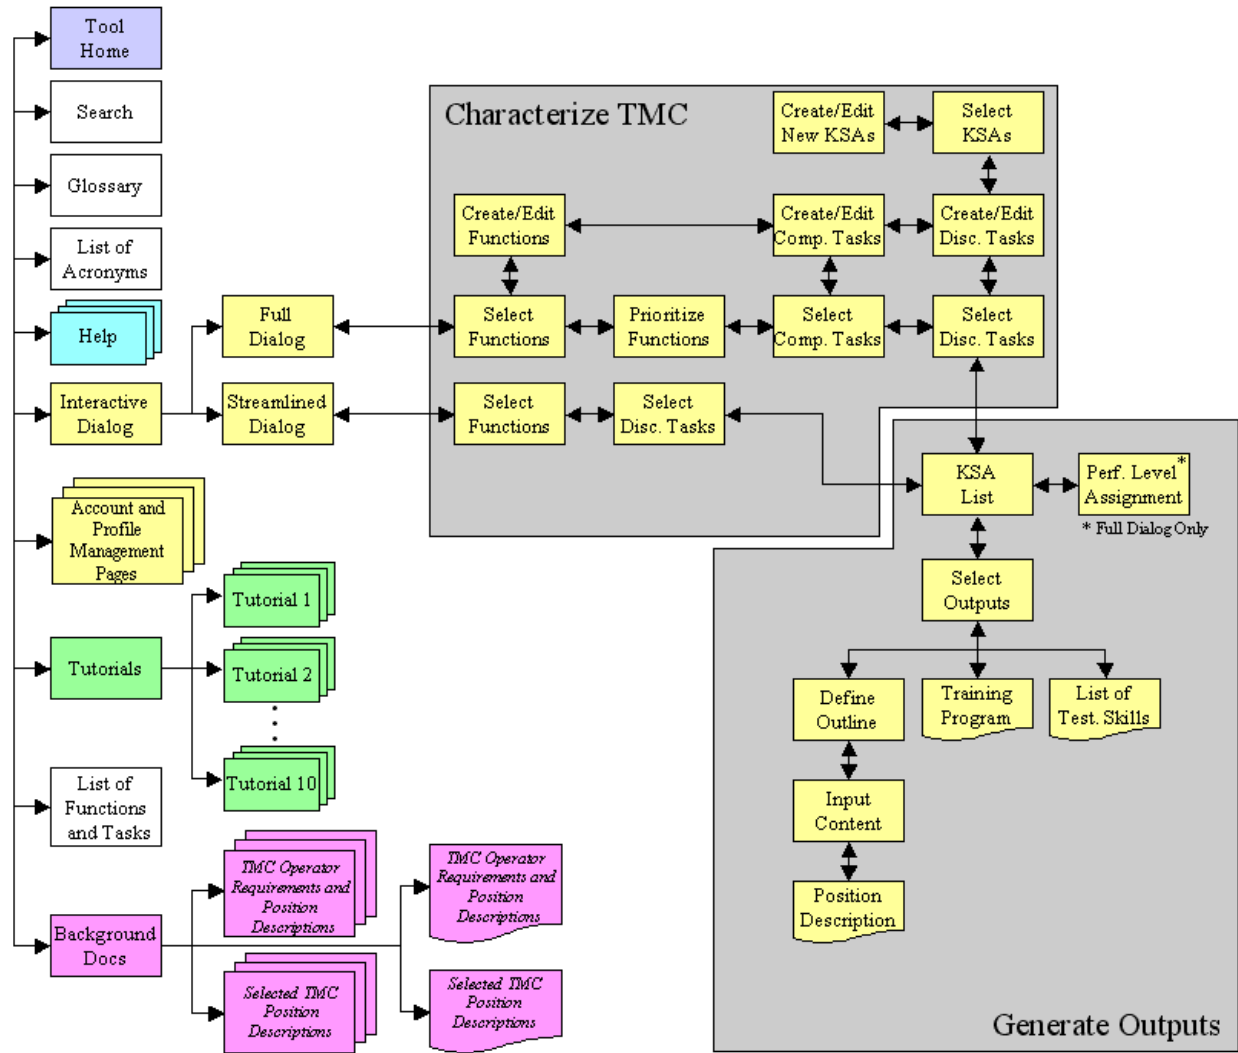 Tool
Home
Search
Glossary
List of
Acronyms
Help
Interactive
Dialog
Full
Dialog
Streamlined
Dialog
Account and
Profile
Management
Pages
Tutorials
Tutorial 1
Tutorial 2
Tutorial 10
List of
Functions
and Tasks
Background
Docs
TMC Operator
Requirements and
Position
Descriptions
Selected TMC
Position
Descriptions
TMC Operator
Requirements and
Position
Descriptions
Selected TMC
Position
Descriptions
Characterize TMC
Create/Edit
New KSAs
Select
KSAs
Create/Edit
Functions
Create/Edit
Comp. Tasks
Create/Edit
Disc. Tasks
Select
Functions
Prioritize
Functions
Select
Comp. Tasks
Select
Disc. Tasks
Select
Functions
Select
Disc. Tasks
KSA
List
Perf. Level*
Assignment
* Full Dialog Only
Select
Outputs
Define
Outline
Training
Program
List of
Test. Skills
Input
Content
Position
Description
Generate Outputs